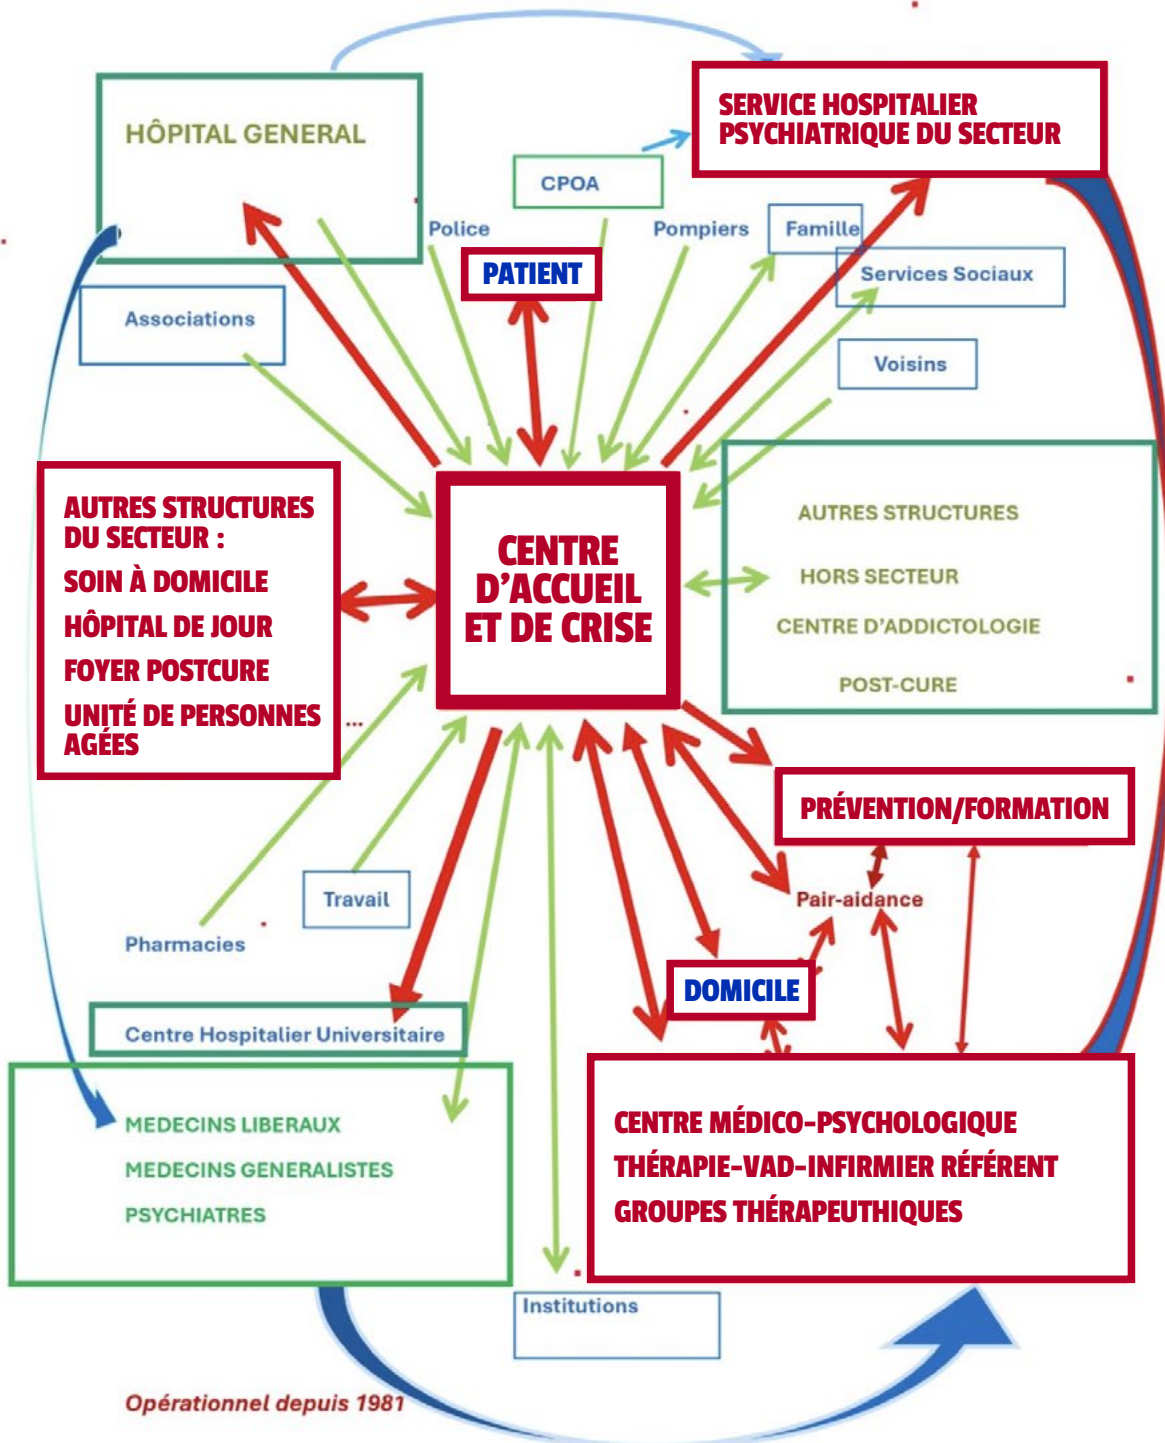 HÔPITAL GENERAL
SERVICE HOSPITALIER
PSYCHIATRIQUE DU SECTEUR
CPOA
Police
Pompiers
Famille
PATIENT
Services Sociaux
Associations
Voisins
AUTRES STRUCTURES
DU SECTEUR :
SOIN À DOMICILE
HÔPITAL DE JOUR
FOYER POSTCURE
UNITÉ DE PERSONNES ...
AGÉES
CENTRE
D'ACCUEIL
ET DE CRISE
AUTRES STRUCTURES
HORS SECTEUR
CENTRE D'ADDICTOLOGIE
POST-CURE
PRÉVENTION/FORMATION
Travail
Pair-aidance
Pharmacies
DOMICILE
Centre Hospitalier Universitaire
MEDECINS LIBERAUX
MEDECINS GENERALISTES
PSYCHIATRES
CENTRE MÉDICO-PSYCHOLOGIQUE
THÉRAPIE-VAD-INFIRMIER RÉFÉRENT
GROUPES THÉRAPEUTHIQUES
Institutions
Opérationnel depuis 1981